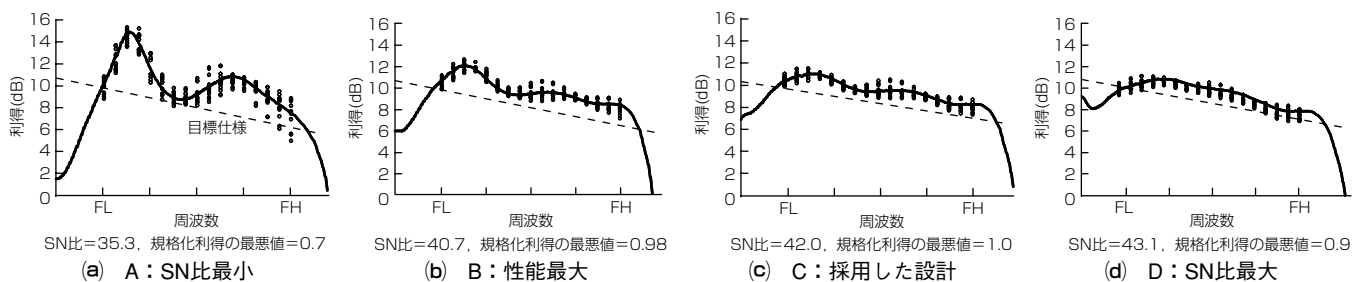 16
14
12
10
8
6
4
2
0
利得(dB)
目標仕様
FL
FH
周波数
SN比=35.3，規格化利得の最悪値=0.7
(a) A：SN比最小
16
14
12
10
8
6
4
2
0
利得(dB)
FL
FH
周波数
SN比=40.7，規格化利得の最悪値=0.98
(b) B：性能最大
16
14
12
10
8
6
4
2
0
利得(dB)
FL
FH
周波数
SN比=42.0，規格化利得の最悪値=1.0
(c) C：採用した設計
16
14
12
10
8
6
4
2
0
利得(dB)
FL
FH
周波数
SN比=43.1，規格化利得の最悪値=0.9
(d) D：SN比最大